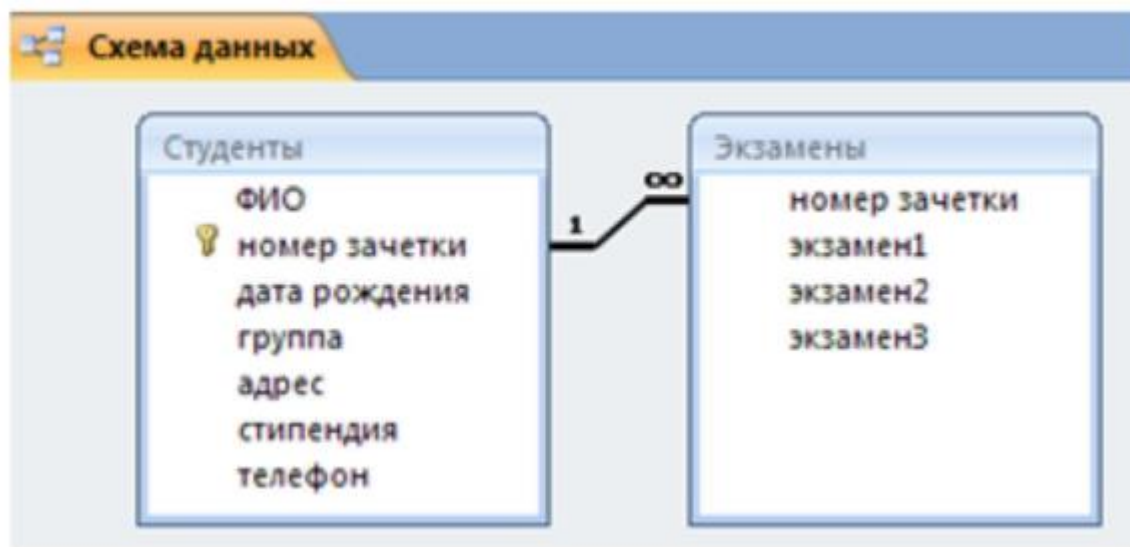 Схема данных
Студенты
ФИО
номер зачетки
дата рождения
группа
адрес
стипендия
телефон
1
∞
Экзамены
номер зачетки
экзамен1
экзамен2
экзамен3